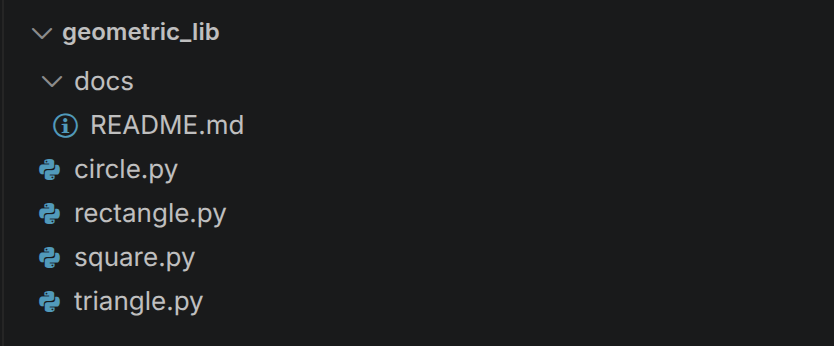 geometric_lib
docs
README.md
circle.py
rectangle.py
square.py
triangle.py